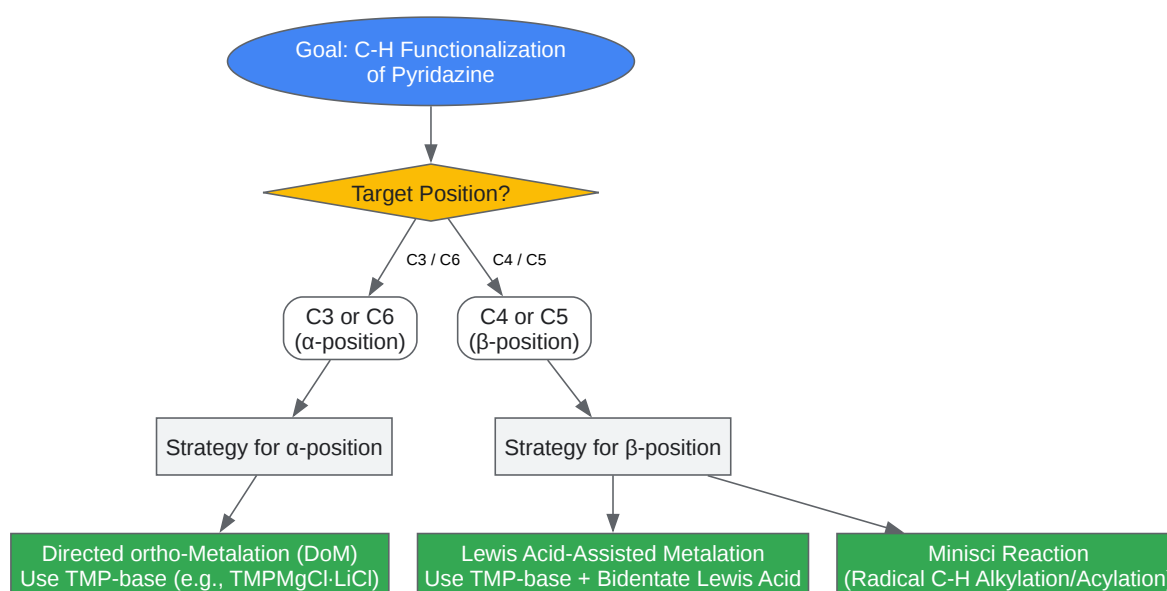 Goal: C-H Functionalization
of Pyridazine
Target Position?
C3 / C6
C4 / C5
C3 or C6
(α-position)
C4 or C5
(β-position)
Strategy for α-position
Strategy for β-position
Directed ortho-Metalation (DoM)
Use TMP-base (e.g., TMPMgCl·LiCl)
Lewis Acid-Assisted Metalation
Use TMP-base + Bidentate Lewis Acid
Minisci Reaction
(Radical C-H Alkylation/Acylation